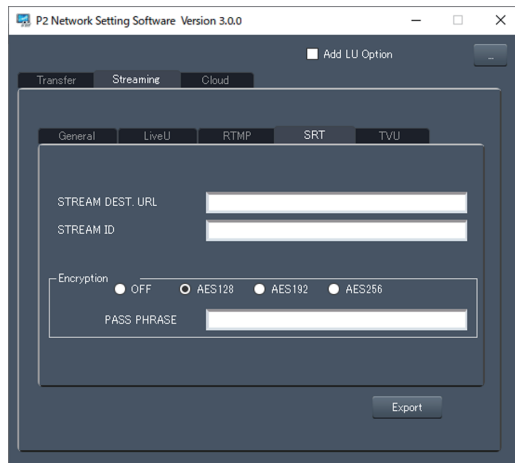 P2 Network Setting Software Version 3.0.0
Add LU Option
Transfer Streaming Cloud
General LiveU RTMP SRT TVU
STREAM DEST. URL
STREAM ID
Encryption
OFF AES128 AES192 AES256
PASS PHRASE
Export